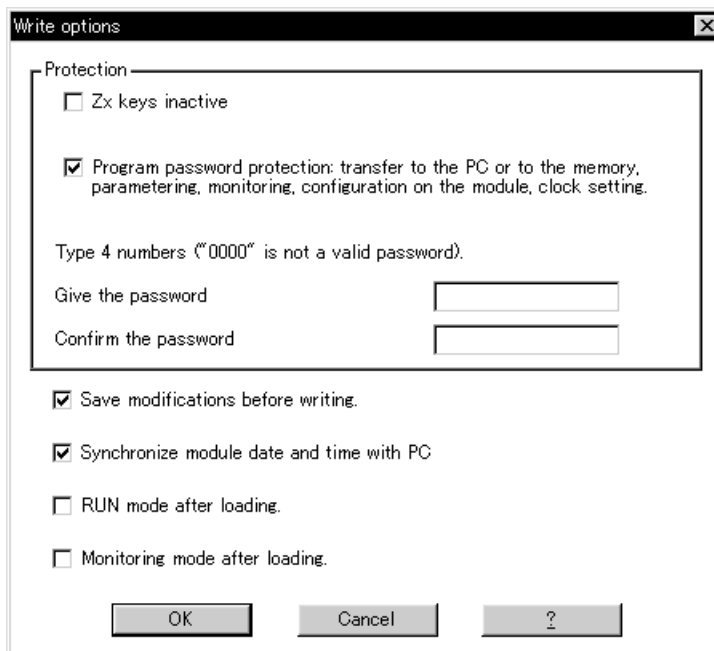 Write options
Protection
Zx keys inactive
Program password protection: transfer to the PC or to the memory,
parametering, monitoring, configuration on the module, clock setting.
Type 4 numbers ("0000" is not a valid password).
Give the password
Confirm the password
Save modifications before writing.
Synchronize module date and time with PC
RUN mode after loading.
Monitoring mode after loading.
OK Cancel ?